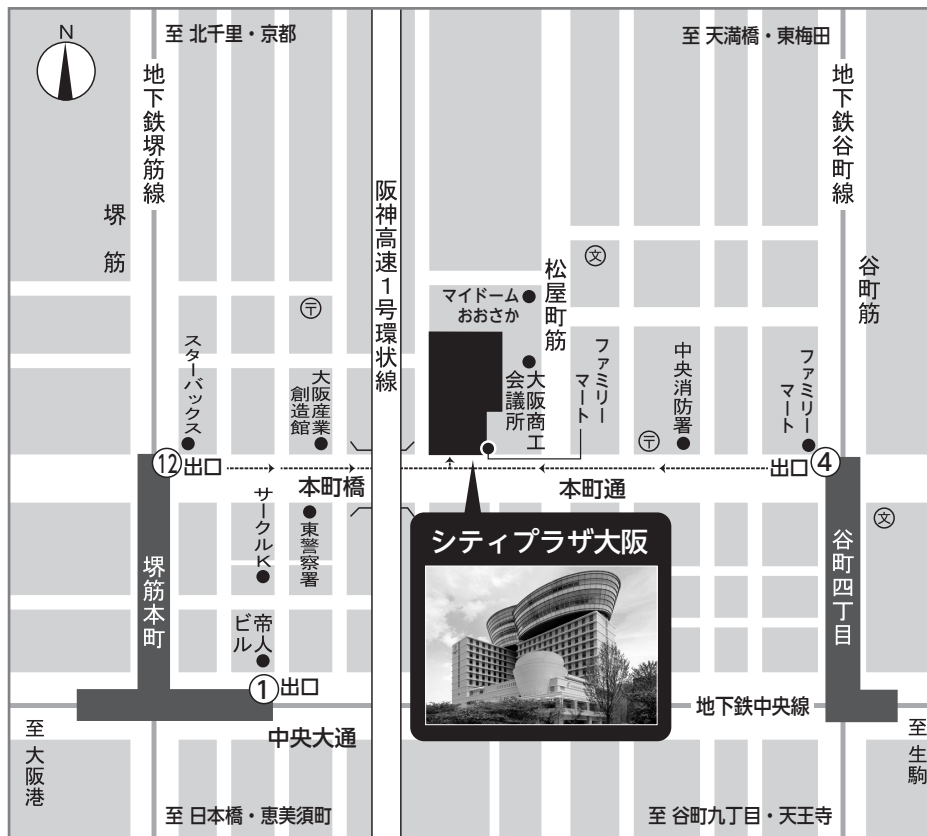 N
至 北千里・京都
至 天満橋・東梅田
地下鉄堺筋線
堺筋
阪神高速1号環状線
地下鉄谷町線
谷町筋
文
松屋町筋
〒
マイドーム
おおさか
スターバックス
大阪産業
創造館
大阪商工
会議所
ファミリー
マート
中央消防署
ファミリー
マート
〒
12 出口
出口 4
本町橋
本町通
サークルK
東警察署
シティプラザ大阪
文
堺筋本町
谷町四丁目
帝人
ビル
1 出口
地下鉄中央線
中央大通
至 大阪港
至 生駒
至 日本橋・恵美須町
至 谷町九丁目・天王寺